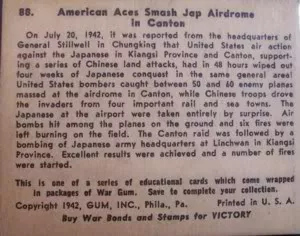 88. American Aces Smash Jap Airdrome
in Canton
On July 20, 1942, it was reported from the headquarters of
General Stillwell in Chungking that United States air action
against the Japanese in Kiangsi Province and Canton, support-
ing a series of Chinese land attacks, had in 48 hours wiped out
four weeks of Japanese conquest in the same general area!
United States bombers caught between 50 and 60 enemy planes
massed at the airdrome in Canton, while Chinese troops drove
the invaders from four important rail and sea towns. The
Japanese at the airport were taken entirely by surprise. Air
bombs hit among the planes on the ground and six fires were
left burning on the field. The Canton raid was followed by a
bombing of Japanese army headquarters at Linchwan in Kiangsi
Province. Excellent results were achieved and a number of fires
were started.
This is one of a series of educational cards which come wrapped
in packages of War Gum. Save to complete your collection.
Copyright 1942, GUM, INC., Phila., Pa. Printed in U. S. A.
Buy War Bonds and Stamps for VICTORY